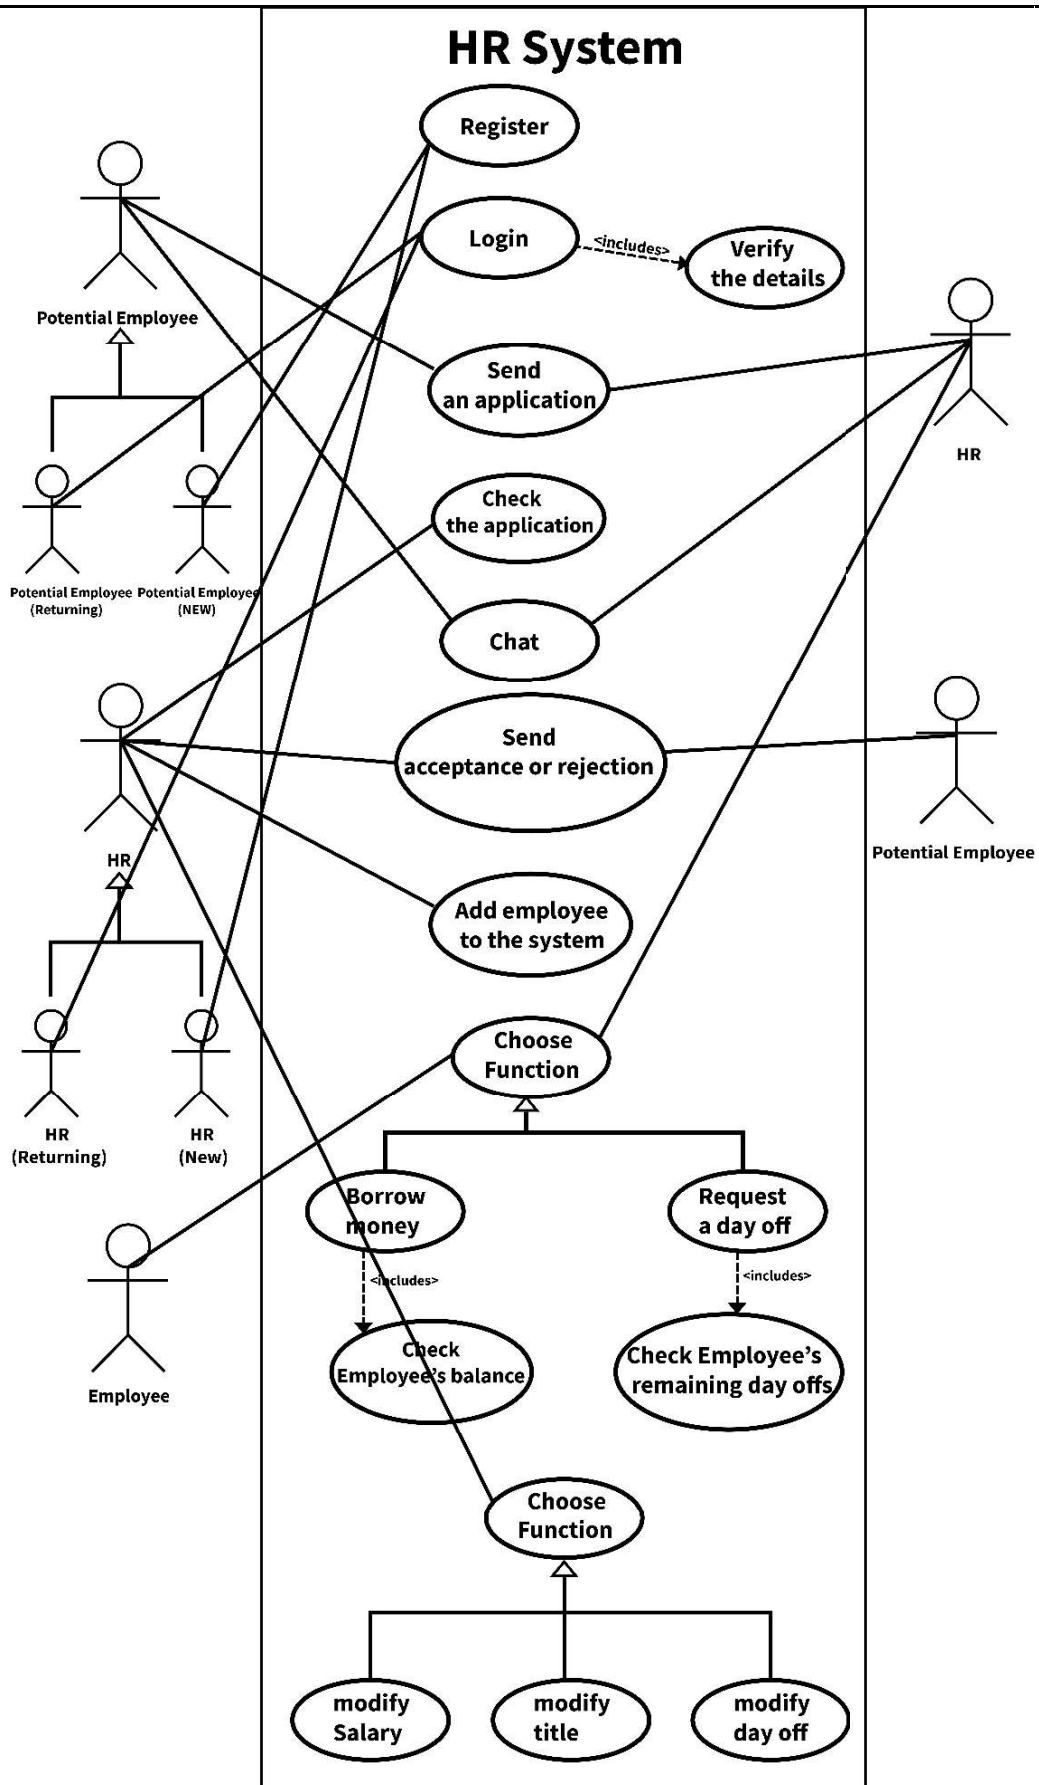 HR System
Register
Login
<includes>
Verify
the details
Potential Employee
Send
an application
HR
Check
the application
Potential Employee
(Returning)
Potential Employee
(NEW)
Chat
Send
acceptance or rejection
Potential Employee
HR
Add employee
to the system
Choose
Function
HR
(Returning)
HR
(New)
Borrow
money
Request
a day off
<includes>
<includes>
Employee
Check
Employee's balance
Check Employee's
remaining day offs
Choose
Function
modify
Salary
modify
title
modify
day off